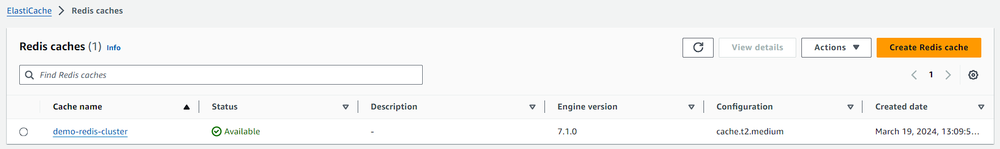 ElastiCache > Redis caches
Redis caches (1) Info
View details
Actions
Create Redis cache
Find Redis caches
1
Cache name Status Description Engine version Configuration Created date
demo-redis-cluster Available - 7.1.0 cache.t2.medium March 19, 2024, 13:09:5...